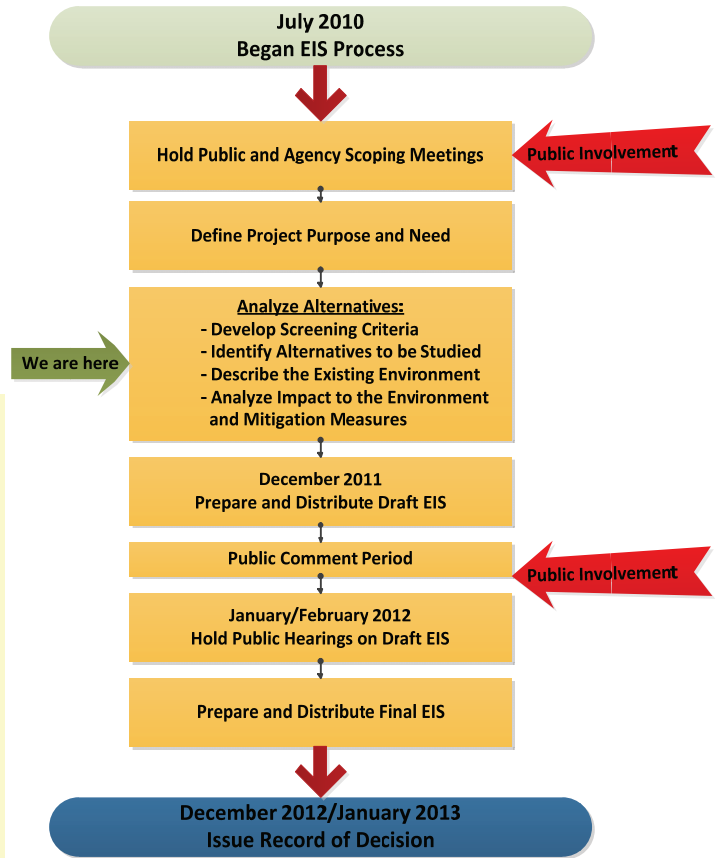 July 2010
Began EIS Process
Hold Public and Agency Scoping Meetings
Public Involvement
Define Project Purpose and Need
Analyze Alternatives:
- Develop Screening Criteria
- Identify Alternatives to be Studied
We are here
- Describe the Existing Environment
- Analyze Impact to the Environment
and Mitigation Measures
December 2011
Prepare and Distribute Draft EIS
Public Comment Period
Public Involvement
January/February 2012
Hold Public Hearings on Draft EIS
Prepare and Distribute Final EIS
December 2012/January 2013
Issue Record of Decision